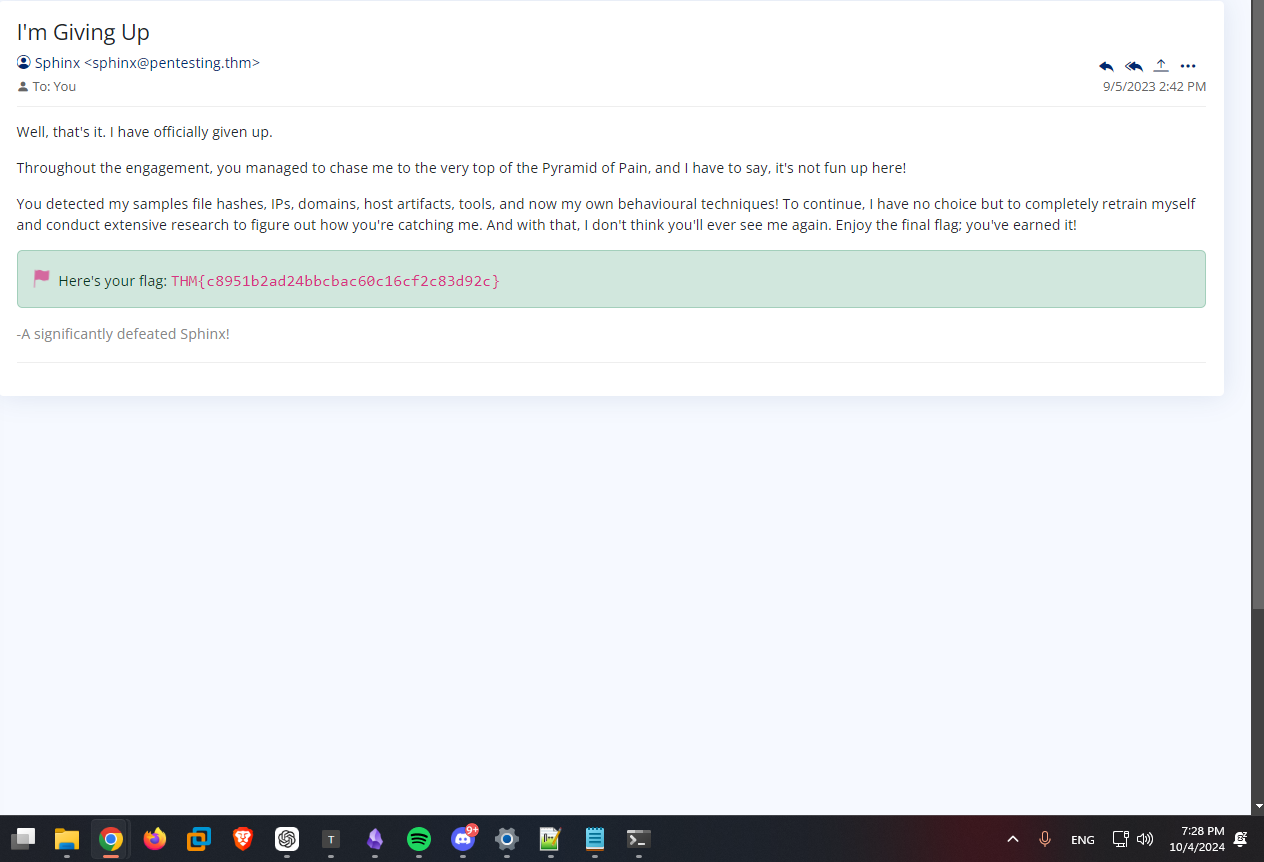 I'm Giving Up
Sphinx <sphinx@pentesting.thm>
To: You
9/5/2023 2:42 PM
Well, that's it. I have officially given up.
Throughout the engagement, you managed to chase me to the very top of the Pyramid of Pain, and I have to say, it's not fun up here!
You detected my samples file hashes, IPs, domains, host artifacts, tools, and now my own behavioural techniques! To continue, I have no choice but to completely retrain myself
and conduct extensive research to figure out how you're catching me. And with that, I don't think you'll ever see me again. Enjoy the final flag; you've earned it!
Here's your flag: THM{c8951b2ad24bbcbac60c16cf2c83d92c}
-A significantly defeated Sphinx!
T
9+
ENG
7:28 PM
10/4/2024